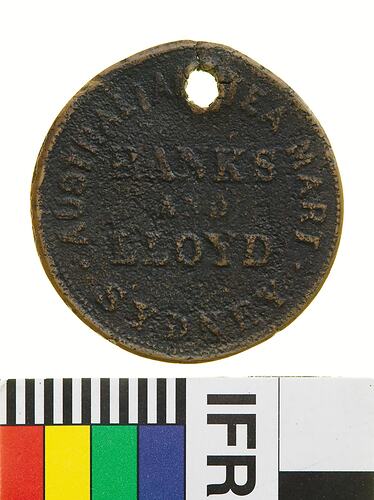 AUSTRALIAN TEA MART
HANKS
AND
LLOYD
SYDNEY
IFR